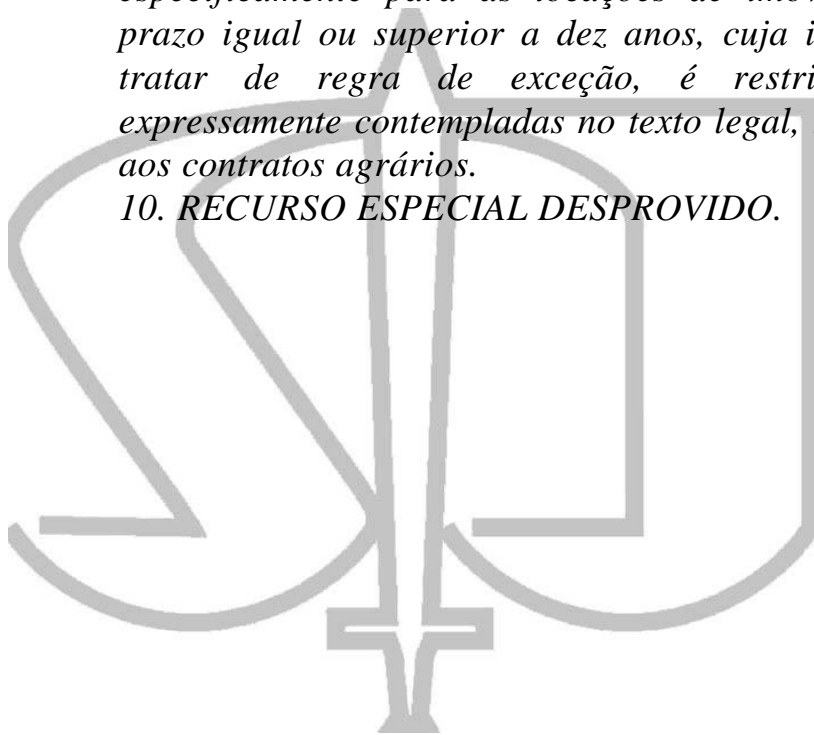 prazo igual ou superior a dez anos, cuja
tratar de regra de exceção, é
expressamente contempladas no texto legal,
aos contratos agrários.
10. RECURSO ESPECIAL DESPROVIDO.